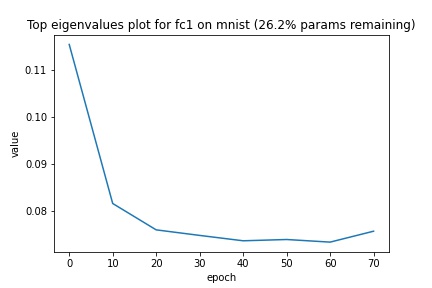 Top eigenvalues plot for fc1 on mnist (26.2% params remaining)
value
0.11
0.10
0.09
0.08
0 10 20 30 40 50 60 70
epoch